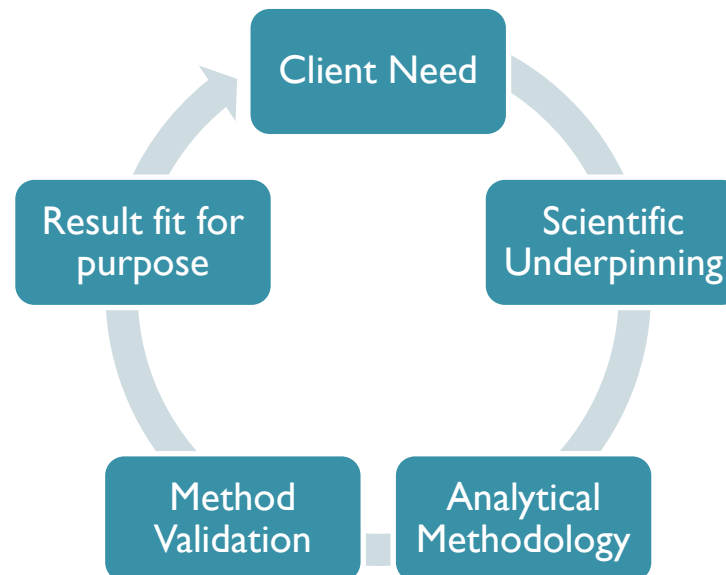 Client Need
Scientific
Underpinning
Analytical
Methodology
Method
Validation
Result fit for
purpose